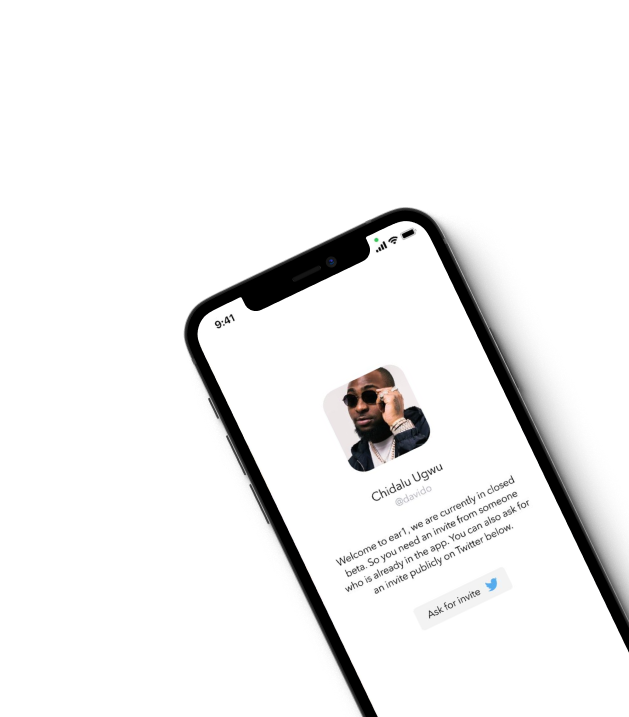 9:41
Chidalu Ugwu
@davido
Welcome to ear1, we are currently in closed
beta. So you need an invite from someone
who is already in the app. You can also ask for
an invite publicly on Twitter below.
Ask for invite